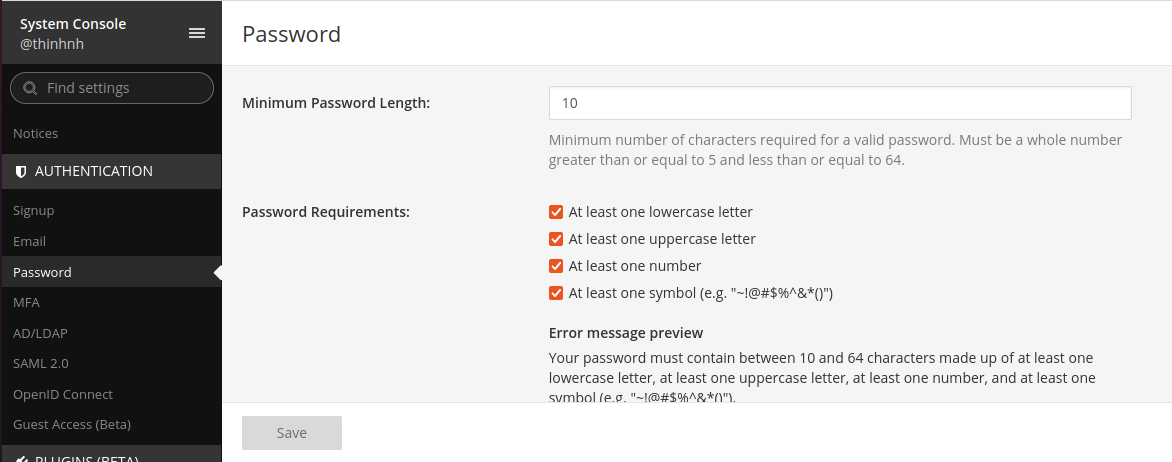 System Console
@thinhnh
Find settings
Notices
AUTHENTICATION
Signup
Email
Password
MFA
AD/LDAP
SAML 2.0
OpenID Connect
Guest Access (Beta)
PLUGINS (BETA)
Password
Minimum Password Length:
10
Minimum number of characters required for a valid password. Must be a whole number
greater than or equal to 5 and less than or equal to 64.
Password Requirements:
At least one lowercase letter
At least one uppercase letter
At least one number
At least one symbol (e.g. "~!@#$%^&*()")
Error message preview
Your password must contain between 10 and 64 characters made up of at least one
lowercase letter, at least one uppercase letter, at least one number, and at least one
symbol (e.g. "~!@#$%^&*()").
Save